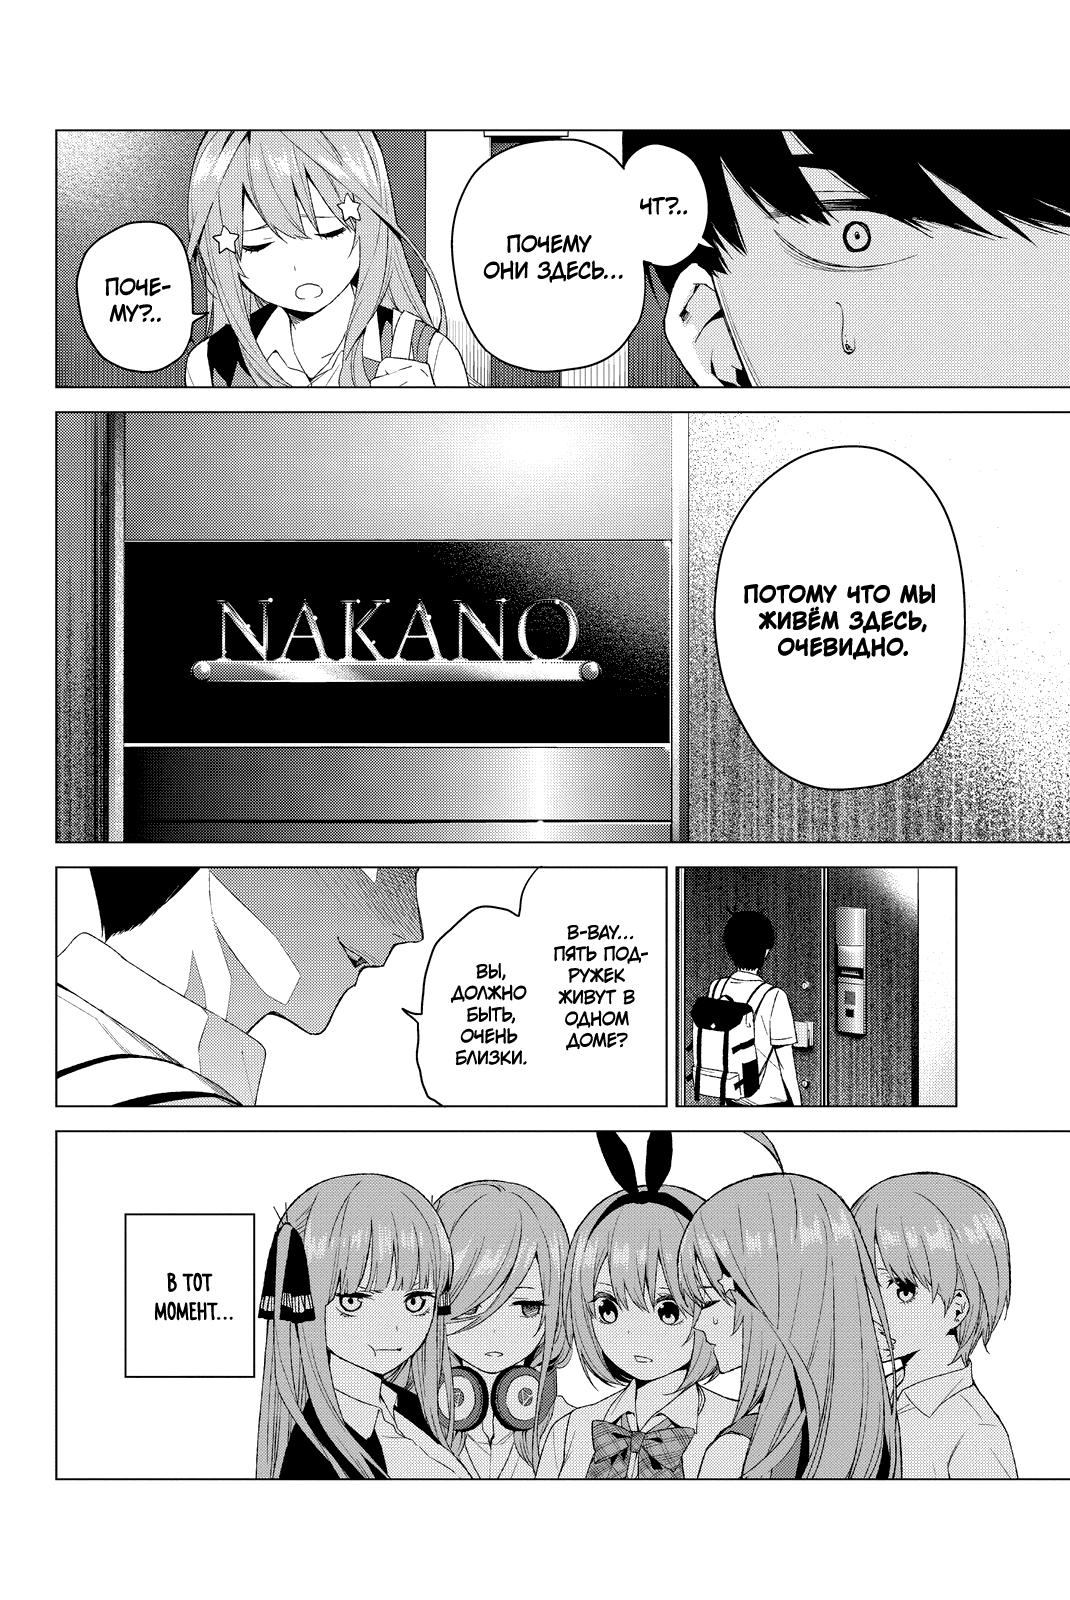 ЧТ?..
ПОЧЕМУ
ОНИ ЗДЕСЬ...
ПОЧЕ-
МУ?..
ПОТОМУ ЧТО МЫ
ЖИВЁМ ЗДЕСЬ,
ОЧЕВИДНО.
NAKANO
В-ВАУ...
ПЯТЬ ПОД-
РУЖЕК
ЖИВУТ В
ОДНОМ
ДОМЕ?
ВЫ,
ДОЛЖНО
БЫТЬ,
ОЧЕНЬ
БЛИЗКИ.
В ТОТ
МОМЕНТ...